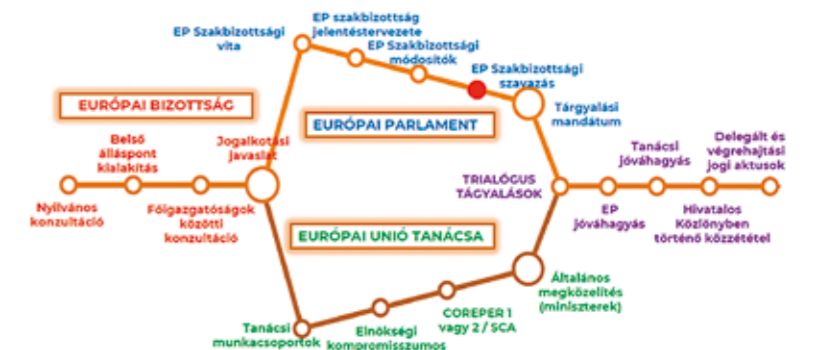 EP Szakbizottsági
vita
EP szakbizottság
jelentéstervezete
EP Szakbizottsági
módosítók
EP Szakbizottsági
szavazás
Tárgyalási
mandátum
EURÓPAI BIZOTTSÁG
EURÓPAI PARLAMENT
Nyilvános
konzultáció
Belső
álláspont
kialakítás
Főigazgatóságok
közötti
konzultáció
Jogalkotási
javaslat
TRIALÓGUS
TÁGYALÁSOK
EP
jóváhagyás
Tanácsi
jóváhagyás
Hivatalos
Közlönyben
történő közzététel
Delegált és
végrehajtási
jogi aktusok
EURÓPAI UNIÓ TANÁCSA
Tanácsi
munkacsoportok
Elnökségi
kompromisszumos
COREPER 1
vagy 2 / SCA
Általános
megközelítés
(miniszterek)